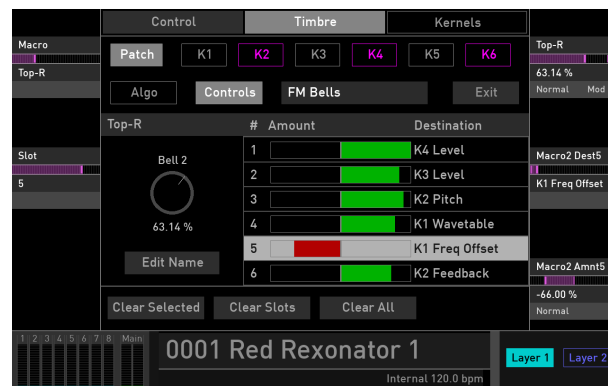 Control Timbre Kernels
Macro
Top-R
Patch K1 K2 K3 K4 K5 K6
Top-R
63.14 %
Normal Mod
Algo Controls FM Bells Exit
Top-R # Amount Destination
Slot
5
Bell 2
63.14 %
Edit Name
1 K4 Level
2 K3 Level
3 K2 Pitch
4 K1 Wavetable
5 K1 Freq Offset
6 K2 Feedback
Macro2 Dest5
K1 Freq Offset
Macro2 Amnt5
-66.00 %
Normal
Clear Selected Clear Slots Clear All
1 2 3 4 5 6 7 8 Main
0001 Red Rexonator 1
Internal 120.0 bpm
Layer 1 Layer 2